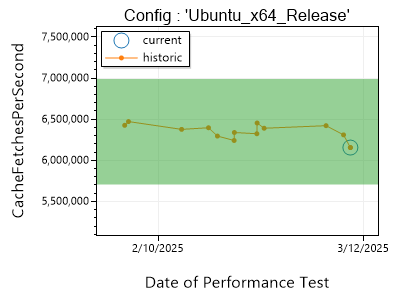 Config : 'Ubuntu_x64_Release'
CacheFetchesPerSecond
7,500,000
7,000,000
6,500,000
6,000,000
5,500,000
current
historic
2/10/2025
3/12/2025
Date of Performance Test